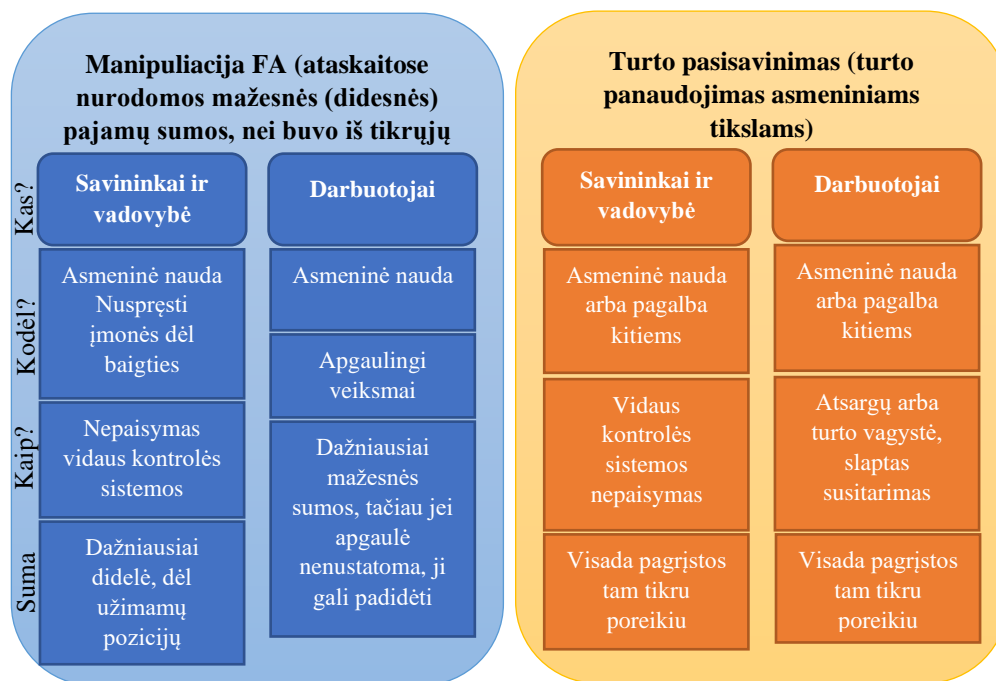 Manipuliacija FA (ataskaitose
nurodomos mažesnės (didesnės)
pajamų sumos, nei buvo iš tikrųjų
Kas?
Savininkai ir
vadovybė
Darbuotojai
Kodėl?
Asmeninė nauda
Nuspręsti
įmonės dėl
baigties
Asmeninė nauda
Apgaulingi
veiksmai
Kaip?
Nepaisymas
vidaus kontrolės
sistemos
Dažniausiai
mažesnės
sumos, tačiau jei
apgaulė
nenustatoma, ji
gali padidėti
Suma
Dažniausiai
didelė, dėl
užimamų
pozicijų
Turto pasisavinimas (turto
panaudojimas asmeniniams
tikslams)
Savininkai ir
vadovybė
Darbuotojai
Asmeninė nauda
arba pagalba
kitiems
Asmeninė nauda
arba pagalba
kitiems
Vidaus
kontrolės
sistemos
nepaisymas
Atsargų arba
turto vagystė,
slaptas
susitarimas
Visada pagrįstos
tam tikru
poreikiu
Visada pagrįstos
tam tikru
poreikiu